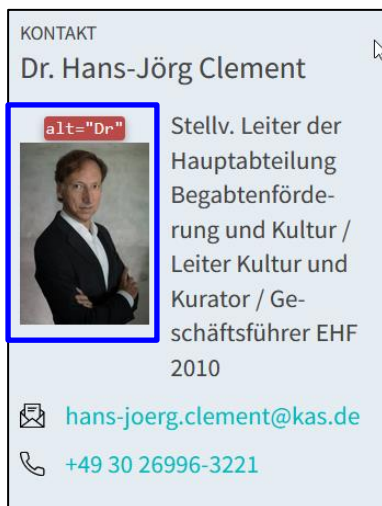 KONTAKT
Dr. Hans-Jörg Clement
alt="Dr"
Stellv. Leiter der
Hauptabteilung
Begabtenförde-
rung und Kultur /
Leiter Kultur und
Kurator / Ge-
schäftsführer EHF
2010
hans-joerg.clement@kas.de
+49 30 26996-3221